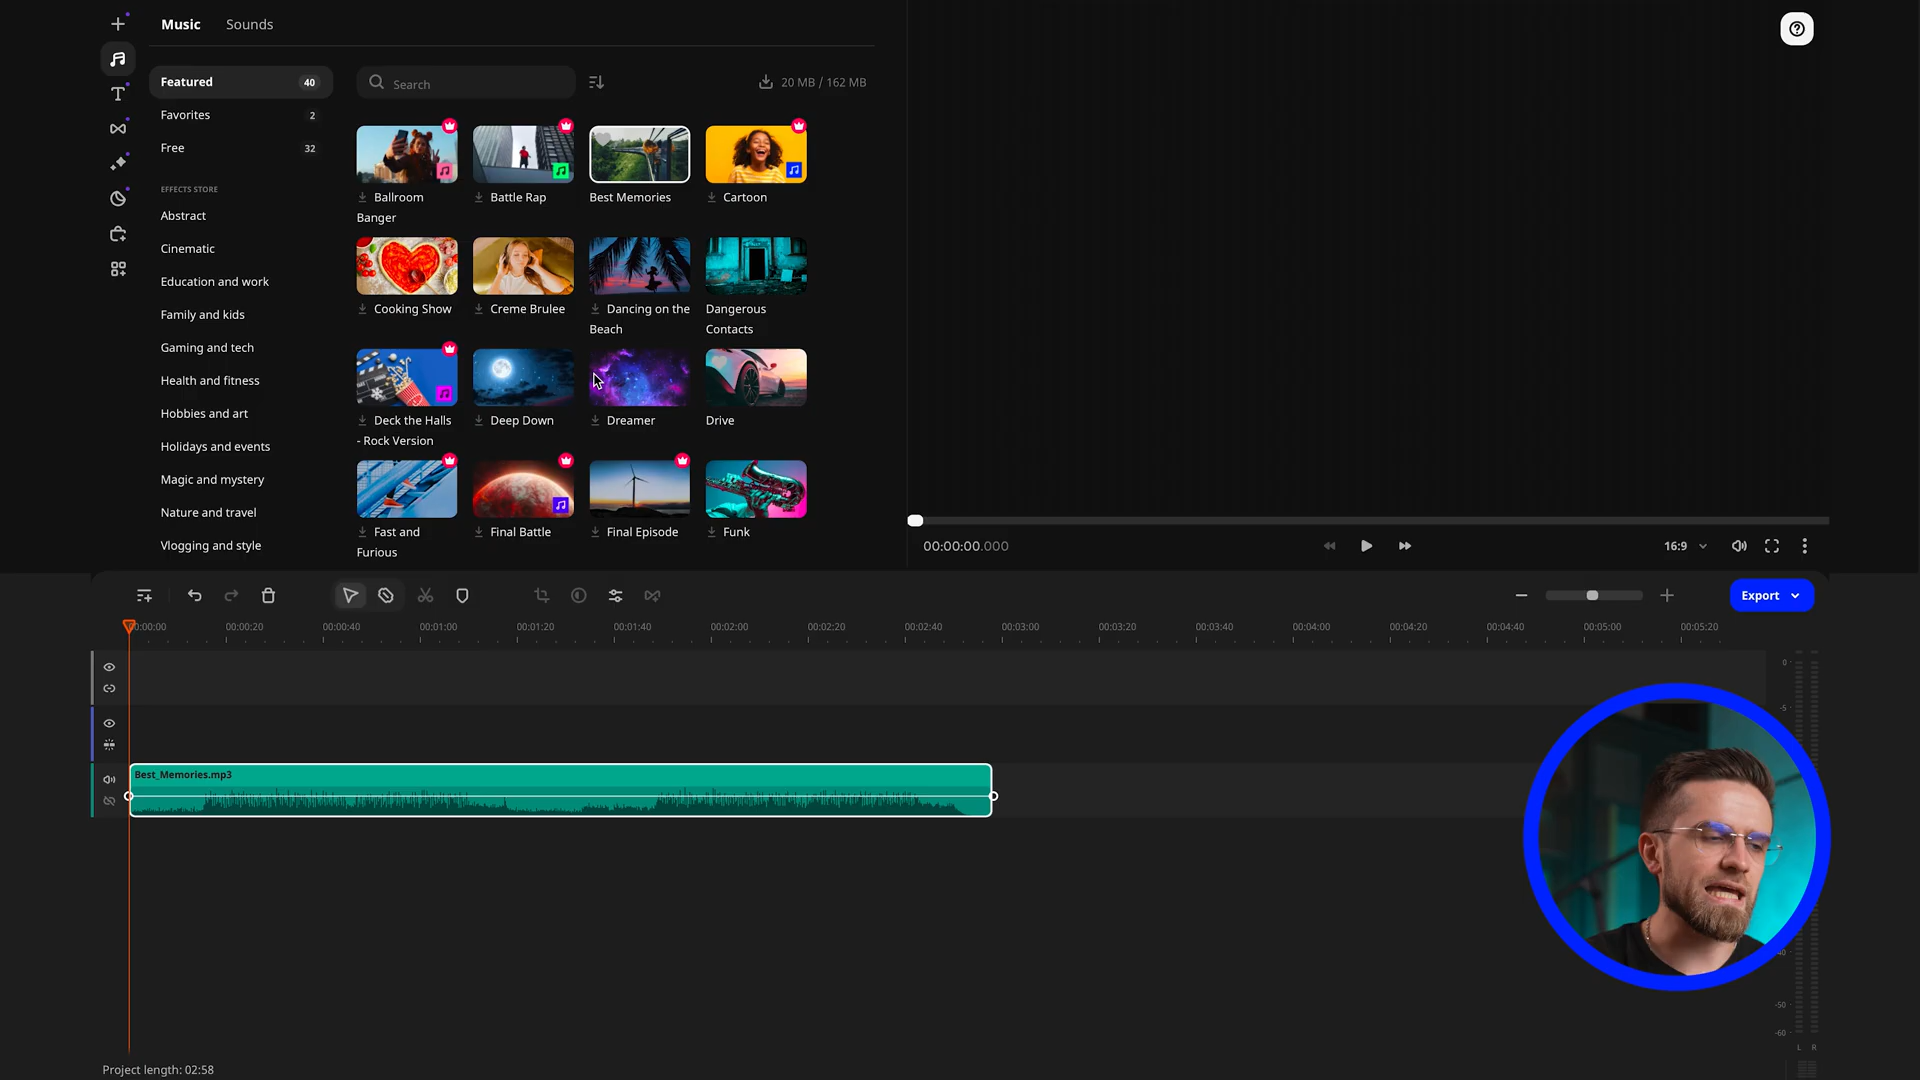 Music
Sounds
Featured
40
Favorites
2
Free
32
EFFECTS STORE
Abstract
Cinematic
Education and work
Family and kids
Gaming and tech
Health and fitness
Hobbies and art
Holidays and events
Magic and mystery
Nature and travel
Vlogging and style
Search
20 MB / 162 MB
Ballroom
Banger
Battle Rap
Best Memories
Cartoon
Cooking Show
Creme Brulee
Dancing on the
Beach
Dangerous
Contacts
Deck the Halls
- Rock Version
Deep Down
Dreamer
Drive
Fast and
Furious
Final Battle
Final Episode
Funk
00:00:00.000
16:9
Export
00:00:00
00:00:20
00:00:40
00:01:00
00:01:20
00:01:40
00:02:00
00:02:20
00:02:40
00:03:00
00:03:20
00:03:40
00:04:00
00:04:20
00:04:40
00:05:00
00:05:20
Best_Memories.mp3
0
-5
-50
-60
L R
Project length: 02:58